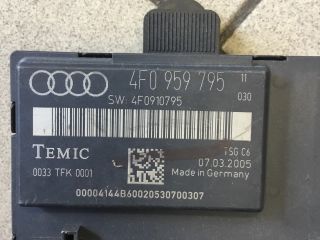 4F0 959 795 11
SW: 4F0910795 030
TEMIC TSG C6
0033 TFK 0001 07.03.2005
Made in Germany
00004144B60020530700307